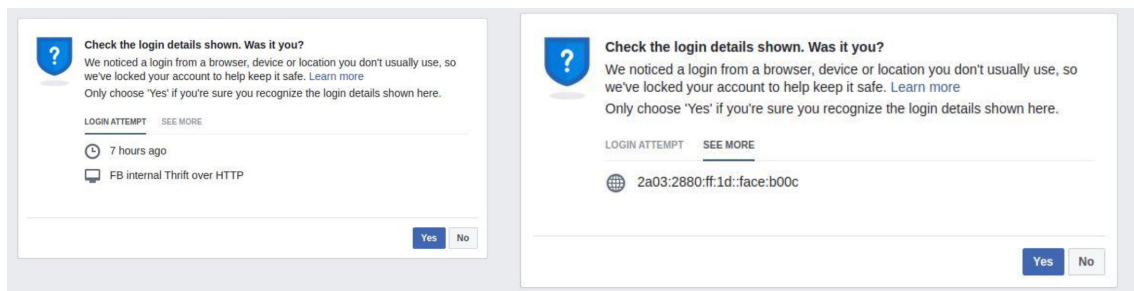 Check the login details shown. Was it you?
We noticed a login from a browser, device or location you don't usually use, so
we've locked your account to help keep it safe. Learn more
Only choose 'Yes' if you're sure you recognize the login details shown here.
LOGIN ATTEMPT SEE MORE
7 hours ago
FB internal Thrift over HTTP
Yes No
Check the login details shown. Was it you?
We noticed a login from a browser, device or location you don't usually use, so
we've locked your account to help keep it safe. Learn more
Only choose 'Yes' if you're sure you recognize the login details shown here.
LOGIN ATTEMPT SEE MORE
2a03:2880:ff:1d::face:b00c
Yes No